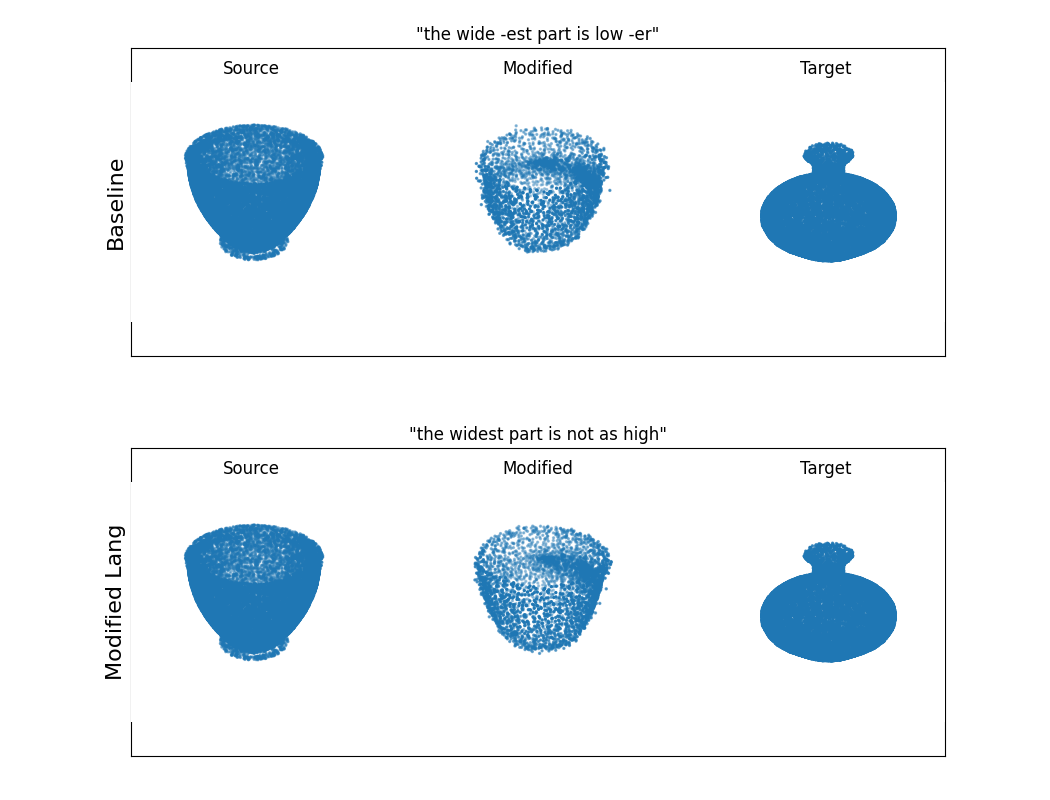 "the wide -est part is low -er"
Source Modified Target
Baseline
"the widest part is not as high"
Source Modified Target
Modified Lang